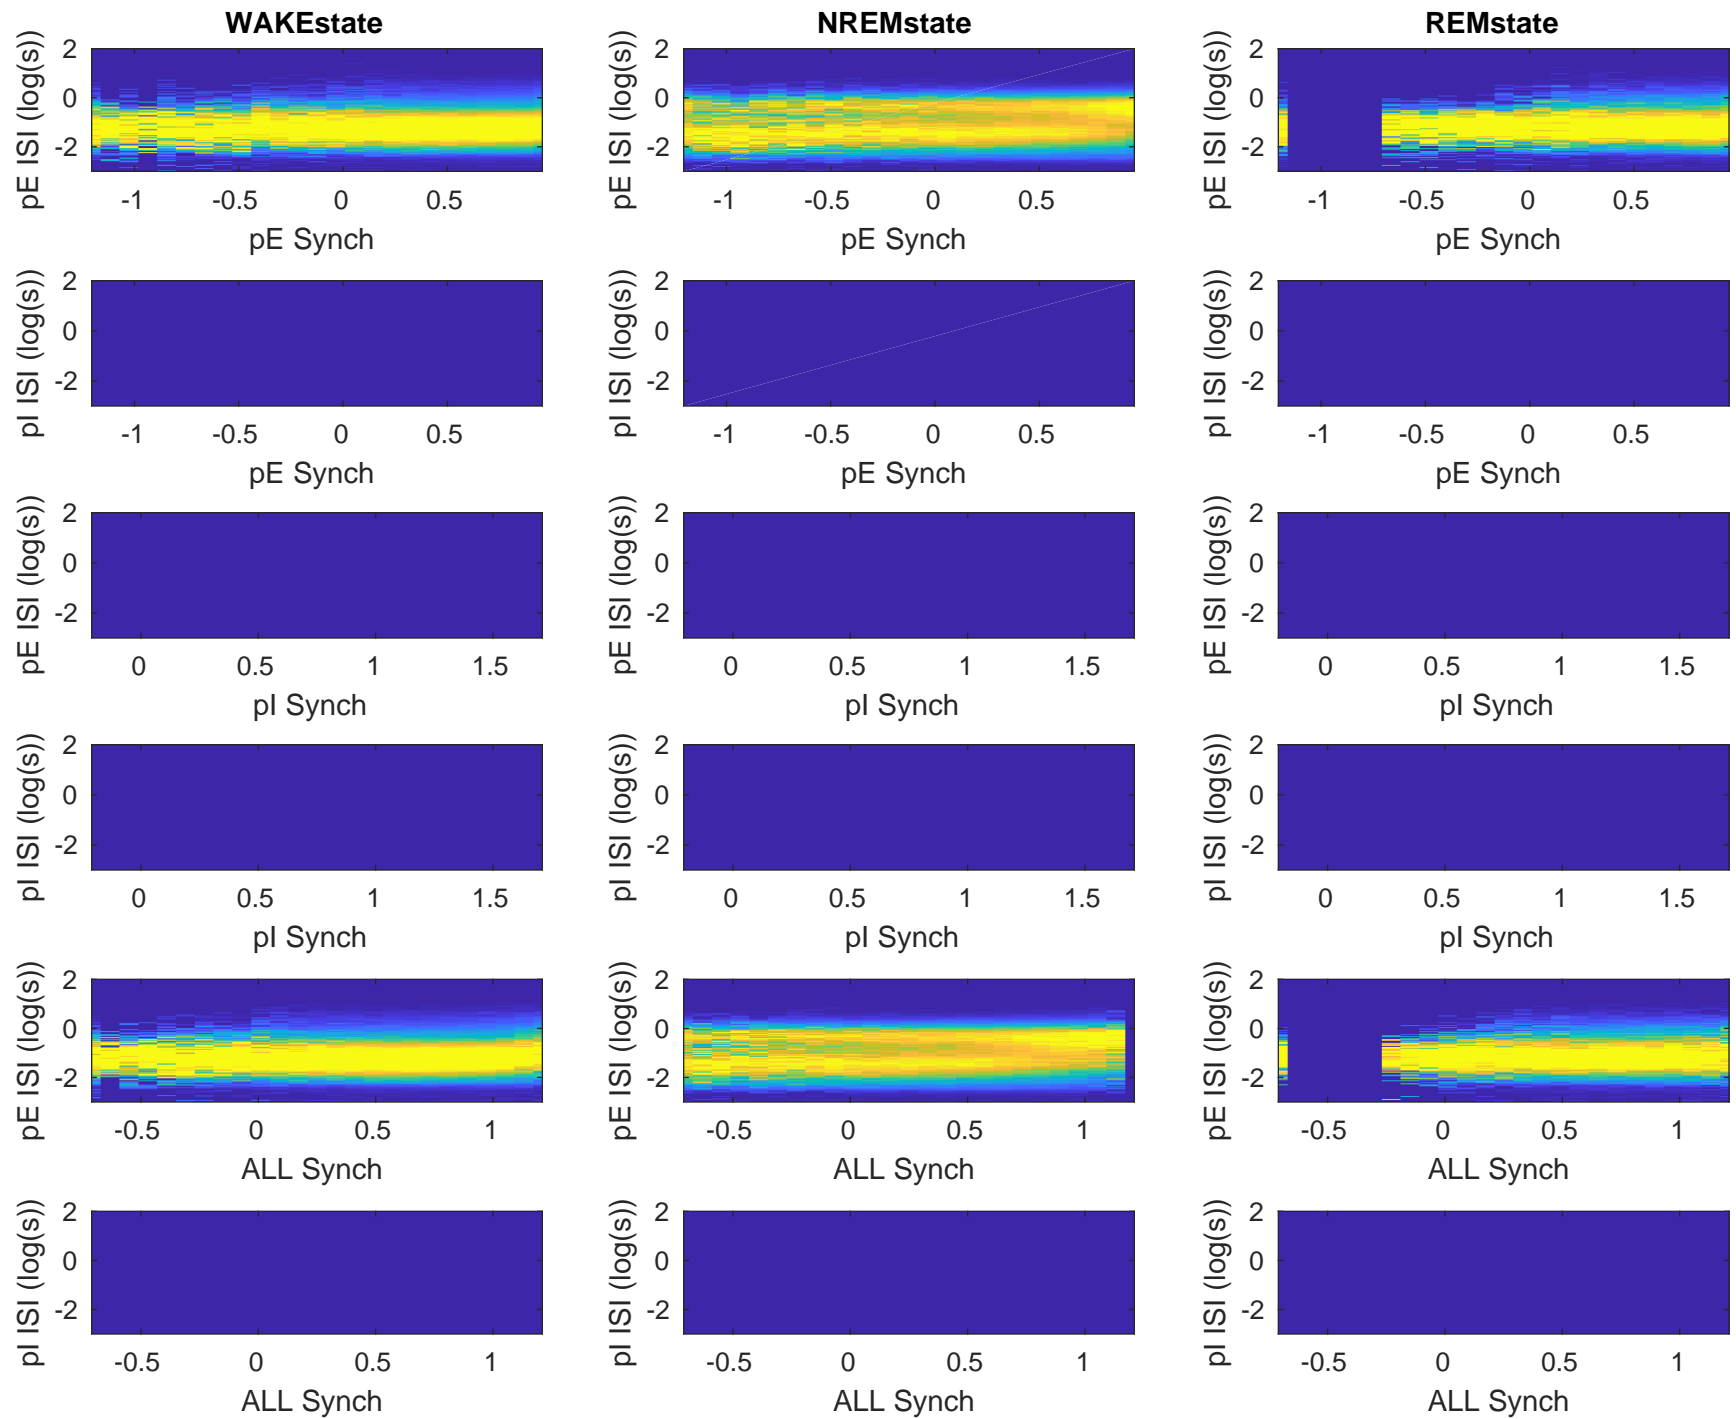 WAKEstate NREMstate REMstate
pE ISI (log(s)) 2 0 -2 pE ISI (log(s)) 2 0 -2 pE ISI (log(s)) 2 0 -2
-1 -0.5 0 0.5 -1 -0.5 0 0.5 -1 -0.5 0 0.5
pE Synch pE Synch pE Synch
pI ISI (log(s)) 2 0 -2 pI ISI (log(s)) 2 0 -2 pI ISI (log(s)) 2 0 -2
-1 -0.5 0 0.5 -1 -0.5 0 0.5 -1 -0.5 0 0.5
pE Synch pE Synch pE Synch
pE ISI (log(s)) 2 0 -2 pE ISI (log(s)) 2 0 -2 pE ISI (log(s)) 2 0 -2
0 0.5 1 1.5 0 0.5 1 1.5 0 0.5 1 1.5
pI Synch pI Synch pI Synch
pI ISI (log(s)) 2 0 -2 pI ISI (log(s)) 2 0 -2 pI ISI (log(s)) 2 0 -2
0 0.5 1 1.5 0 0.5 1 1.5 0 0.5 1 1.5
pI Synch pI Synch pI Synch
pE ISI (log(s)) 2 0 -2 pE ISI (log(s)) 2 0 -2 pE ISI (log(s)) 2 0 -2
-0.5 0 0.5 1 -0.5 0 0.5 1 -0.5 0 0.5 1
ALL Synch ALL Synch ALL Synch
pI ISI (log(s)) 2 0 -2 pI ISI (log(s)) 2 0 -2 pI ISI (log(s)) 2 0 -2
-0.5 0 0.5 1 -0.5 0 0.5 1 -0.5 0 0.5 1
ALL Synch ALL Synch ALL Synch